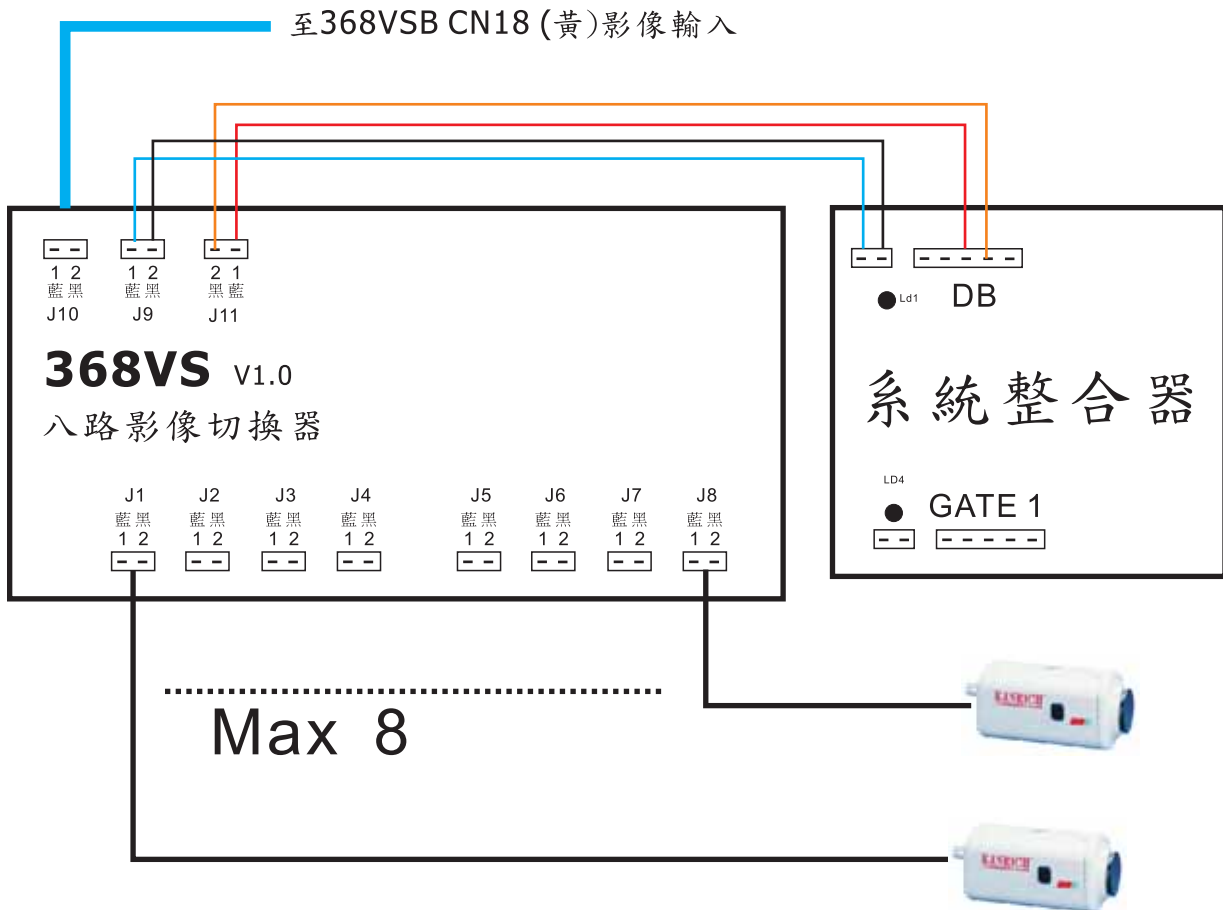 至368VSB CN18 (黃)影像輸入
1 2
藍黑
J10
1 2
藍黑
J9
2 1
黑藍
J11
Ld1
DB
368VS V1.0
八路影像切換器
系統整合器
J1 J2 J3 J4 J5 J6 J7 J8
藍黑 藍黑 藍黑 藍黑 藍黑 藍黑 藍黑 藍黑
1 2 1 2 1 2 1 2 1 2 1 2 1 2 1 2
LD4
GATE 1
Max 8